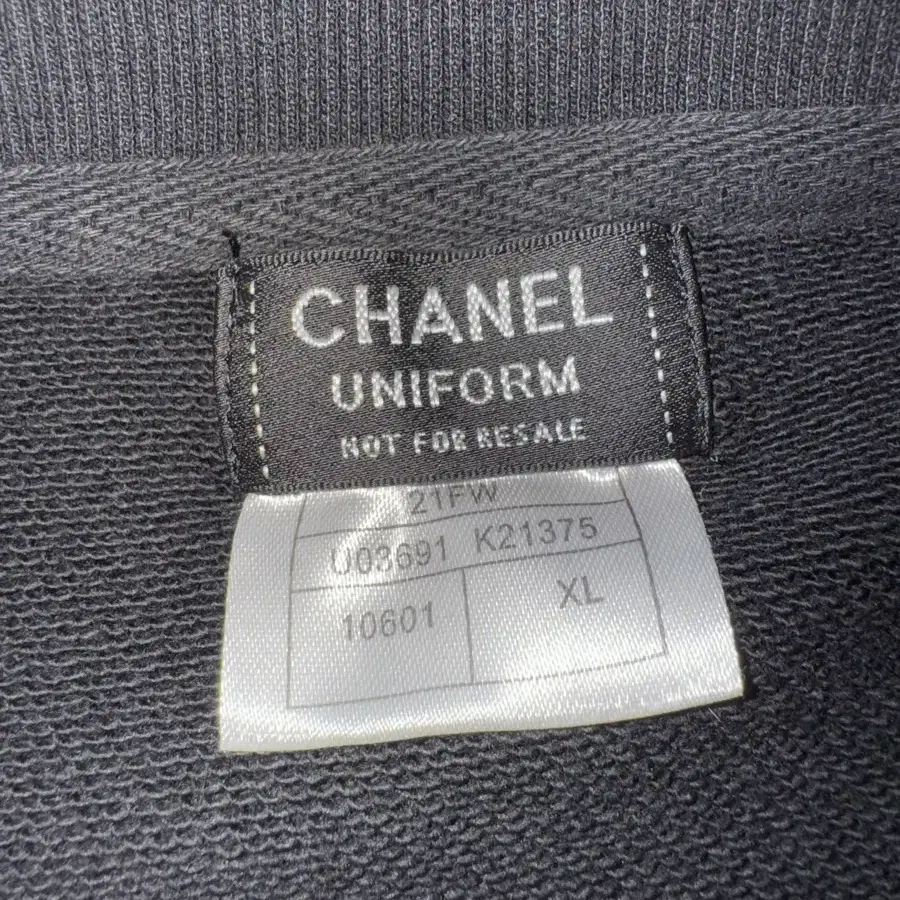 CHANEL
UNIFORM
NOT FOR RESALE
21FW
U03691 K21375
10601 XL